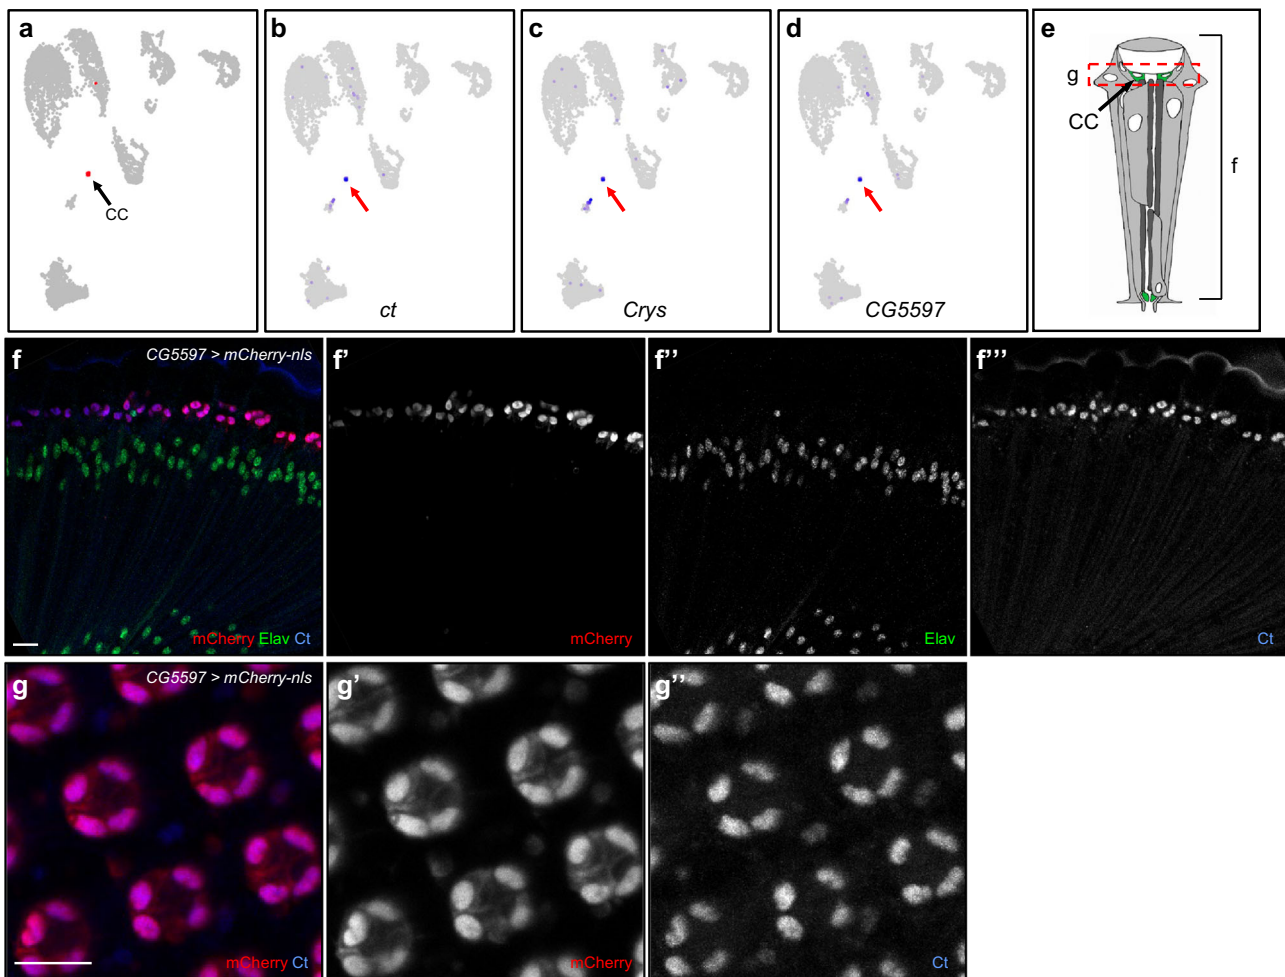 a
CC
b
ct
c
Crys
d
CG5597
e
g
CC
f
f
CG5597 > mCherry-nls
mCherry Elav Ct
f'
mCherry
f''
Elav
f'''
Ct
g
CG5597 > mCherry-nls
mCherry Ct
g'
mCherry
g''
Ct